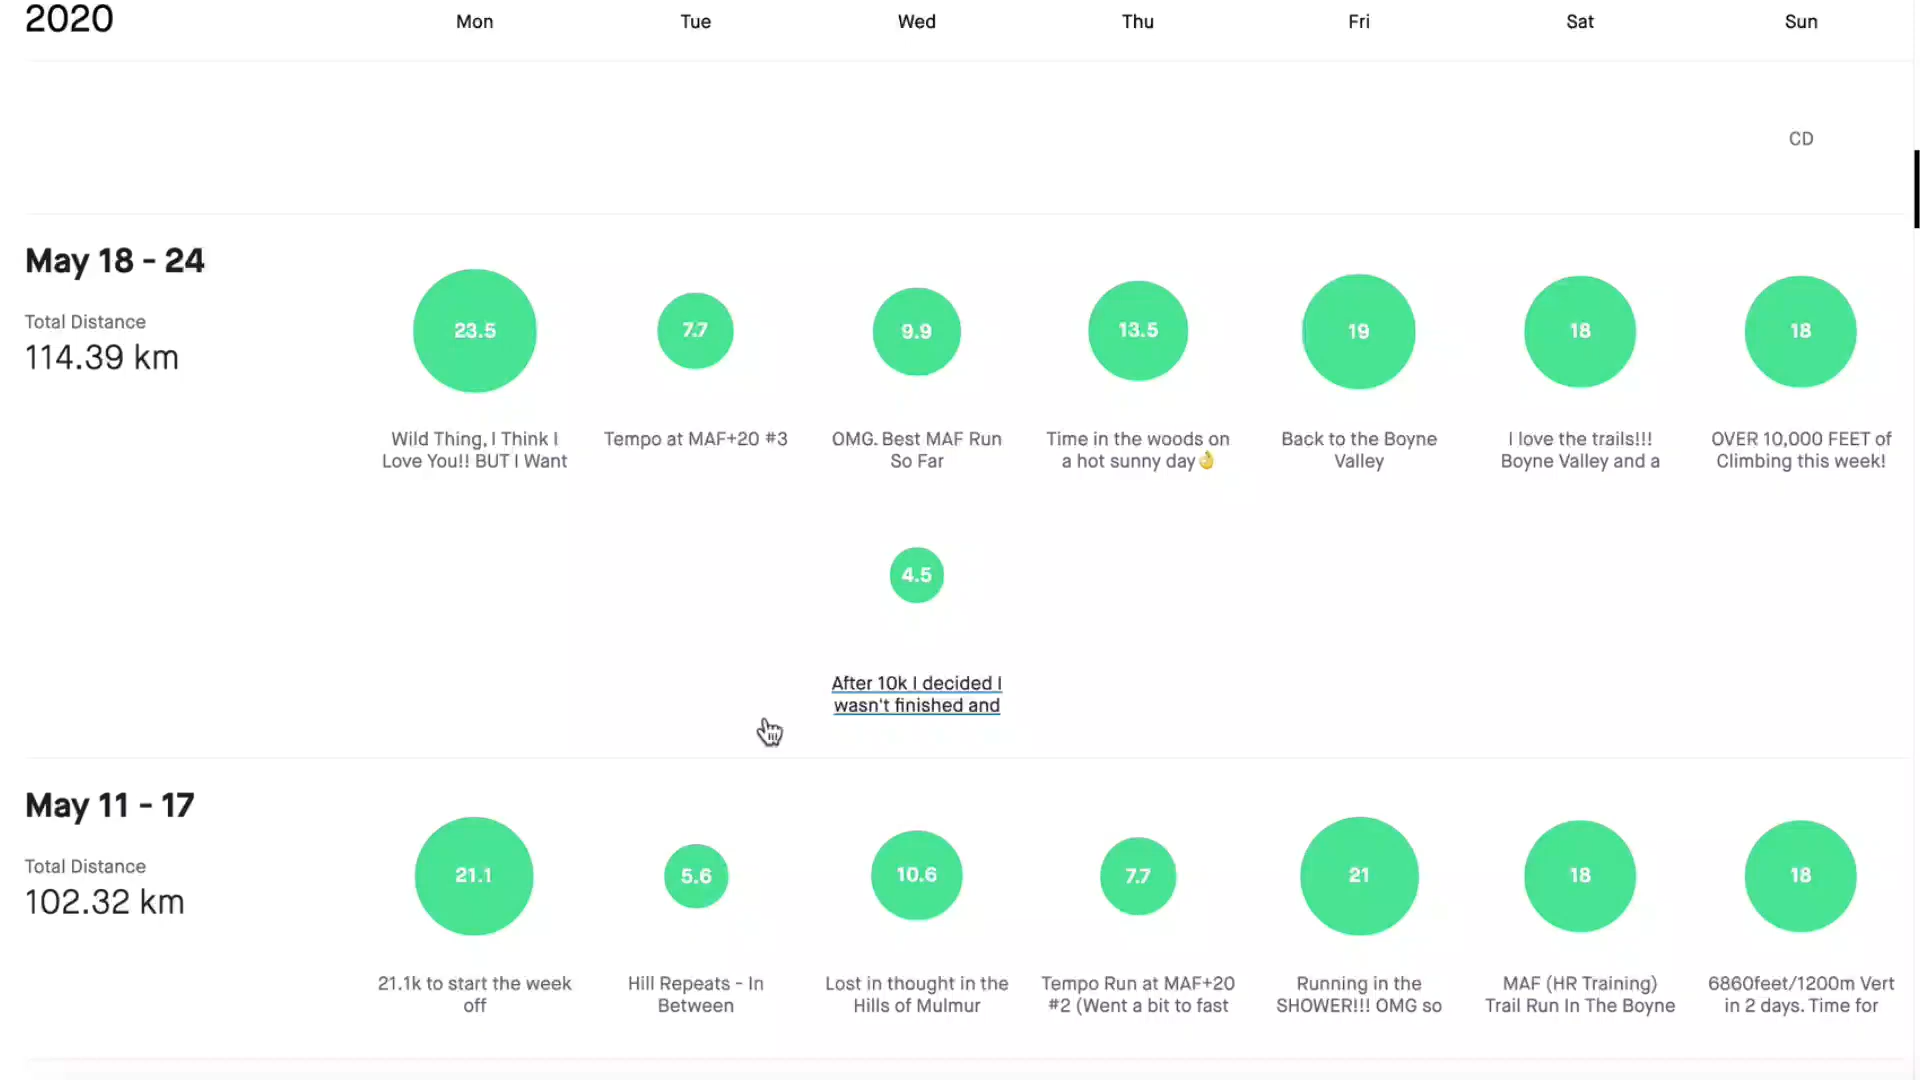 2020
Mon Tue Wed Thu Fri Sat Sun
CD
May 18 - 24
Total Distance
114.39 km
23.5
Wild Thing, I Think I
Love You!! BUT I Want
7.7
Tempo at MAF+20 #3
9.9
OMG. Best MAF Run
So Far
4.5
After 10k I decided I
wasn't finished and
13.5
Time in the woods on
a hot sunny day👌
19
Back to the Boyne
Valley
18
I love the trails!!!
Boyne Valley and a
18
OVER 10,000 FEET of
Climbing this week!
May 11 - 17
Total Distance
102.32 km
21.1
21.1k to start the week
off
5.6
Hill Repeats - In
Between
10.6
Lost in thought in the
Hills of Mulmur
7.7
Tempo Run at MAF+20
#2 (Went a bit to fast
21
Running in the
SHOWER!!! OMG so
18
MAF (HR Training)
Trail Run In The Boyne
18
6860feet/1200m Vert
in 2 days. Time for